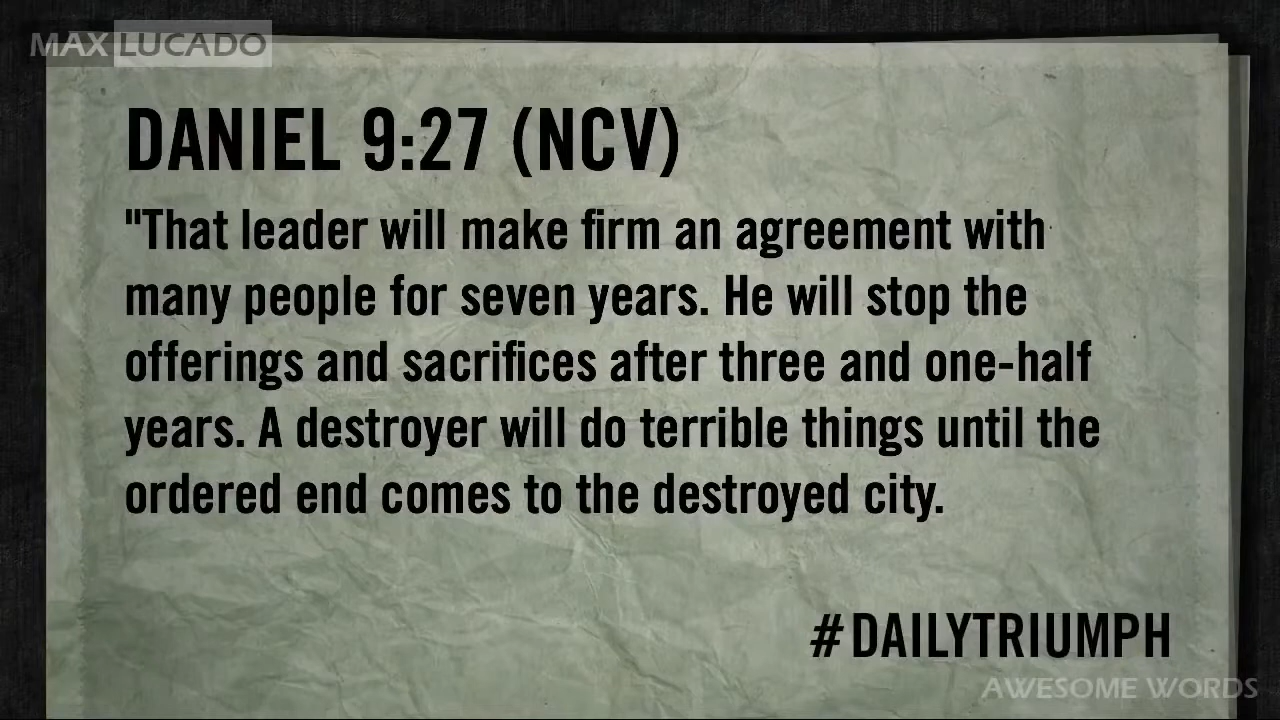 MAX LUCADO
DANIEL 9:27 (NCV)
"That leader will make firm an agreement with
many people for seven years. He will stop the
offerings and sacrifices after three and one-half
years. A destroyer will do terrible things until the
ordered end comes to the destroyed city.
#DAILYTRIUMPH
AWESOME WORDS